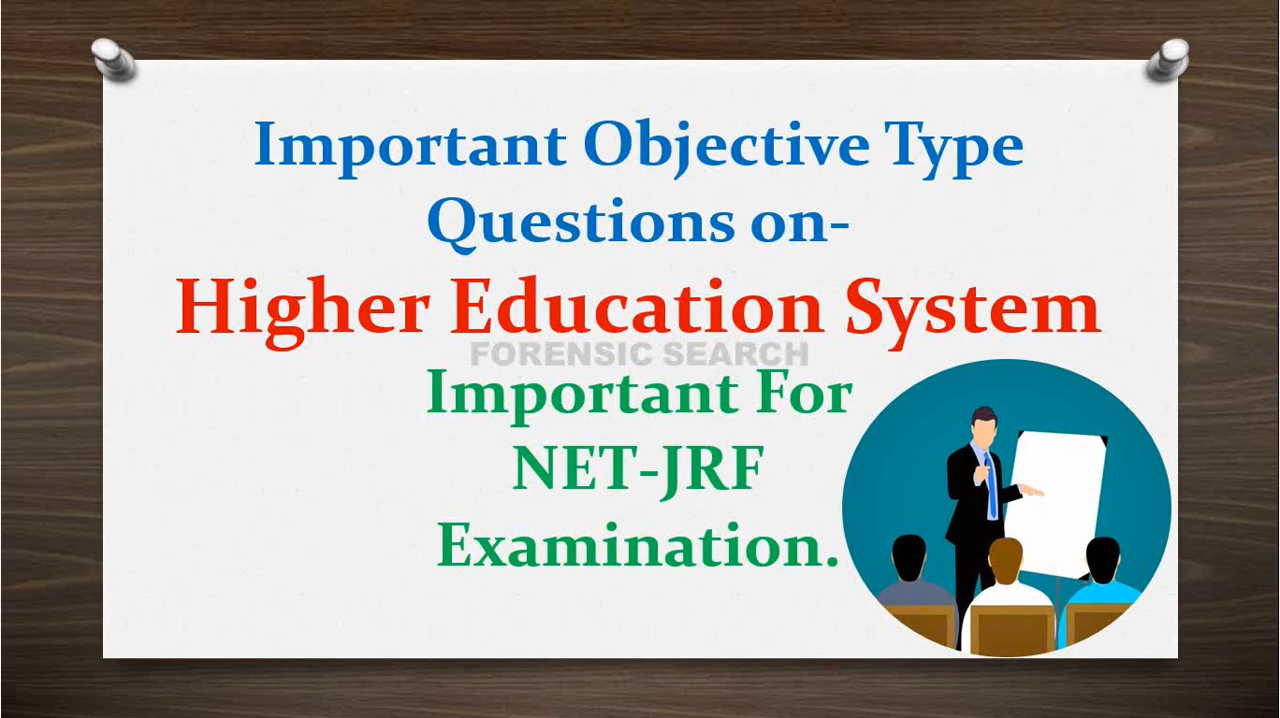 Important Objective Type
Questions on-
Higher Education System
FORENSIC SEARCH
Important For
NET-JRF
Examination.